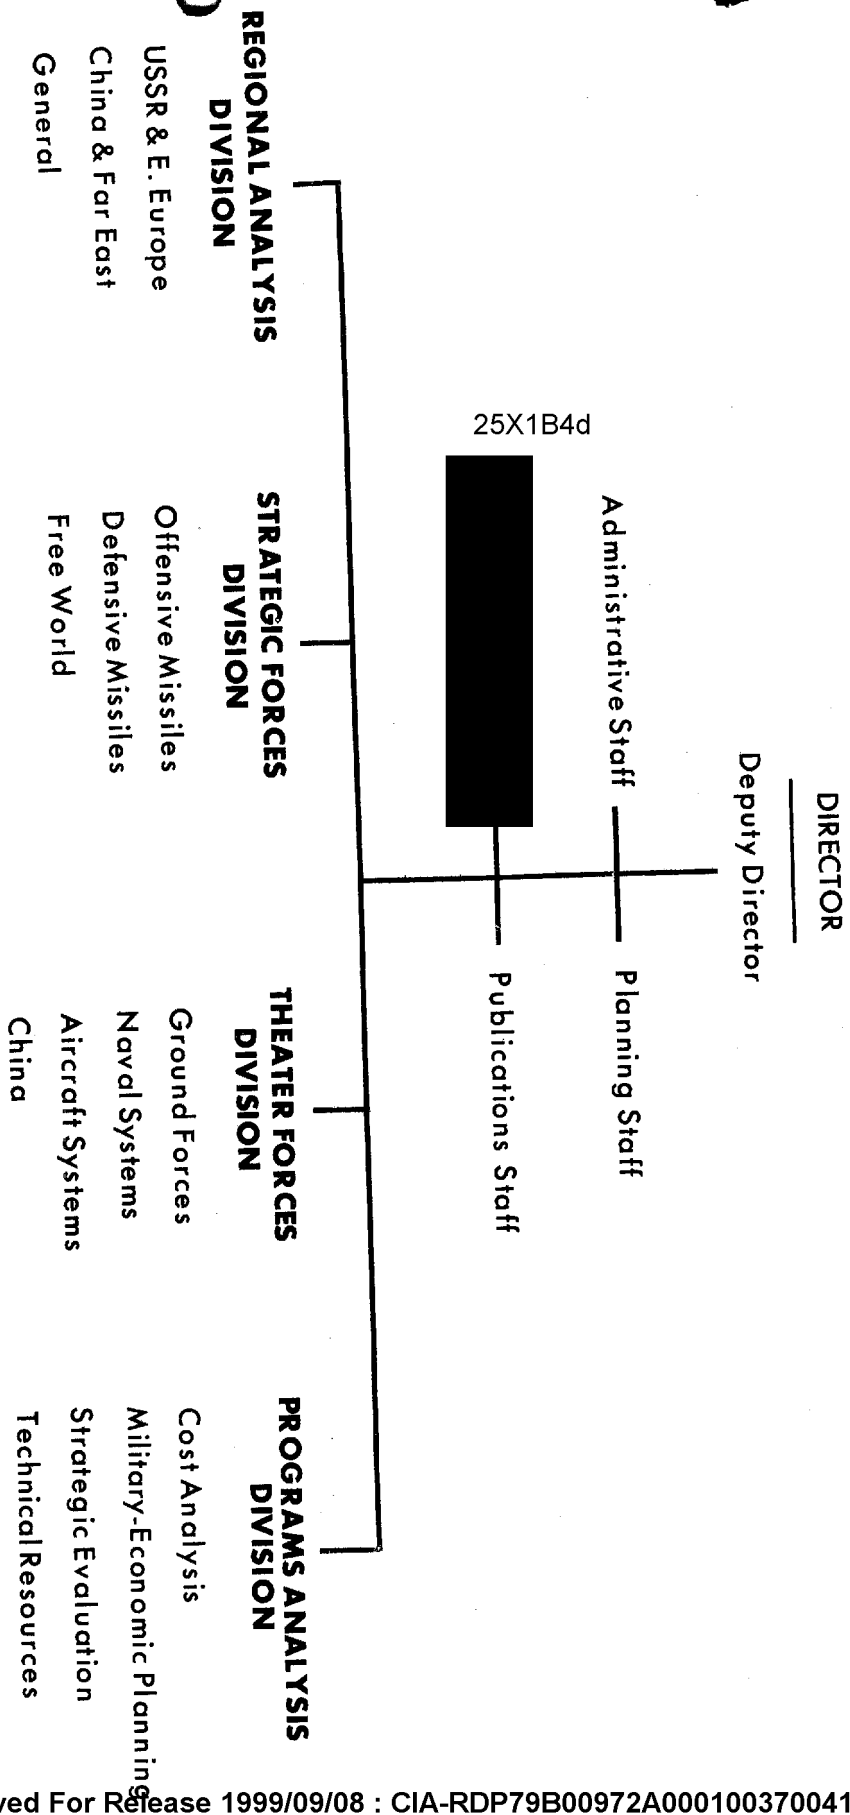 DIRECTOR
Deputy Director
Administrative Staff
Planning Staff
25X1B4d
Publications Staff
REGIONAL ANALYSIS
DIVISION
USSR & E. Europe
China & Far East
General
STRATEGIC FORCES
DIVISION
Offensive Missiles
Defensive Missiles
Free World
THEATER FORCES
DIVISION
Ground Forces
Naval Systems
Aircraft Systems
China
PROGRAMS ANALYSIS
DIVISION
Cost Analysis
Military-Economic Planning
Strategic Evaluation
Technical Resources
For Release 1999/09/08 : CIA-RDP79B00972A000100370041